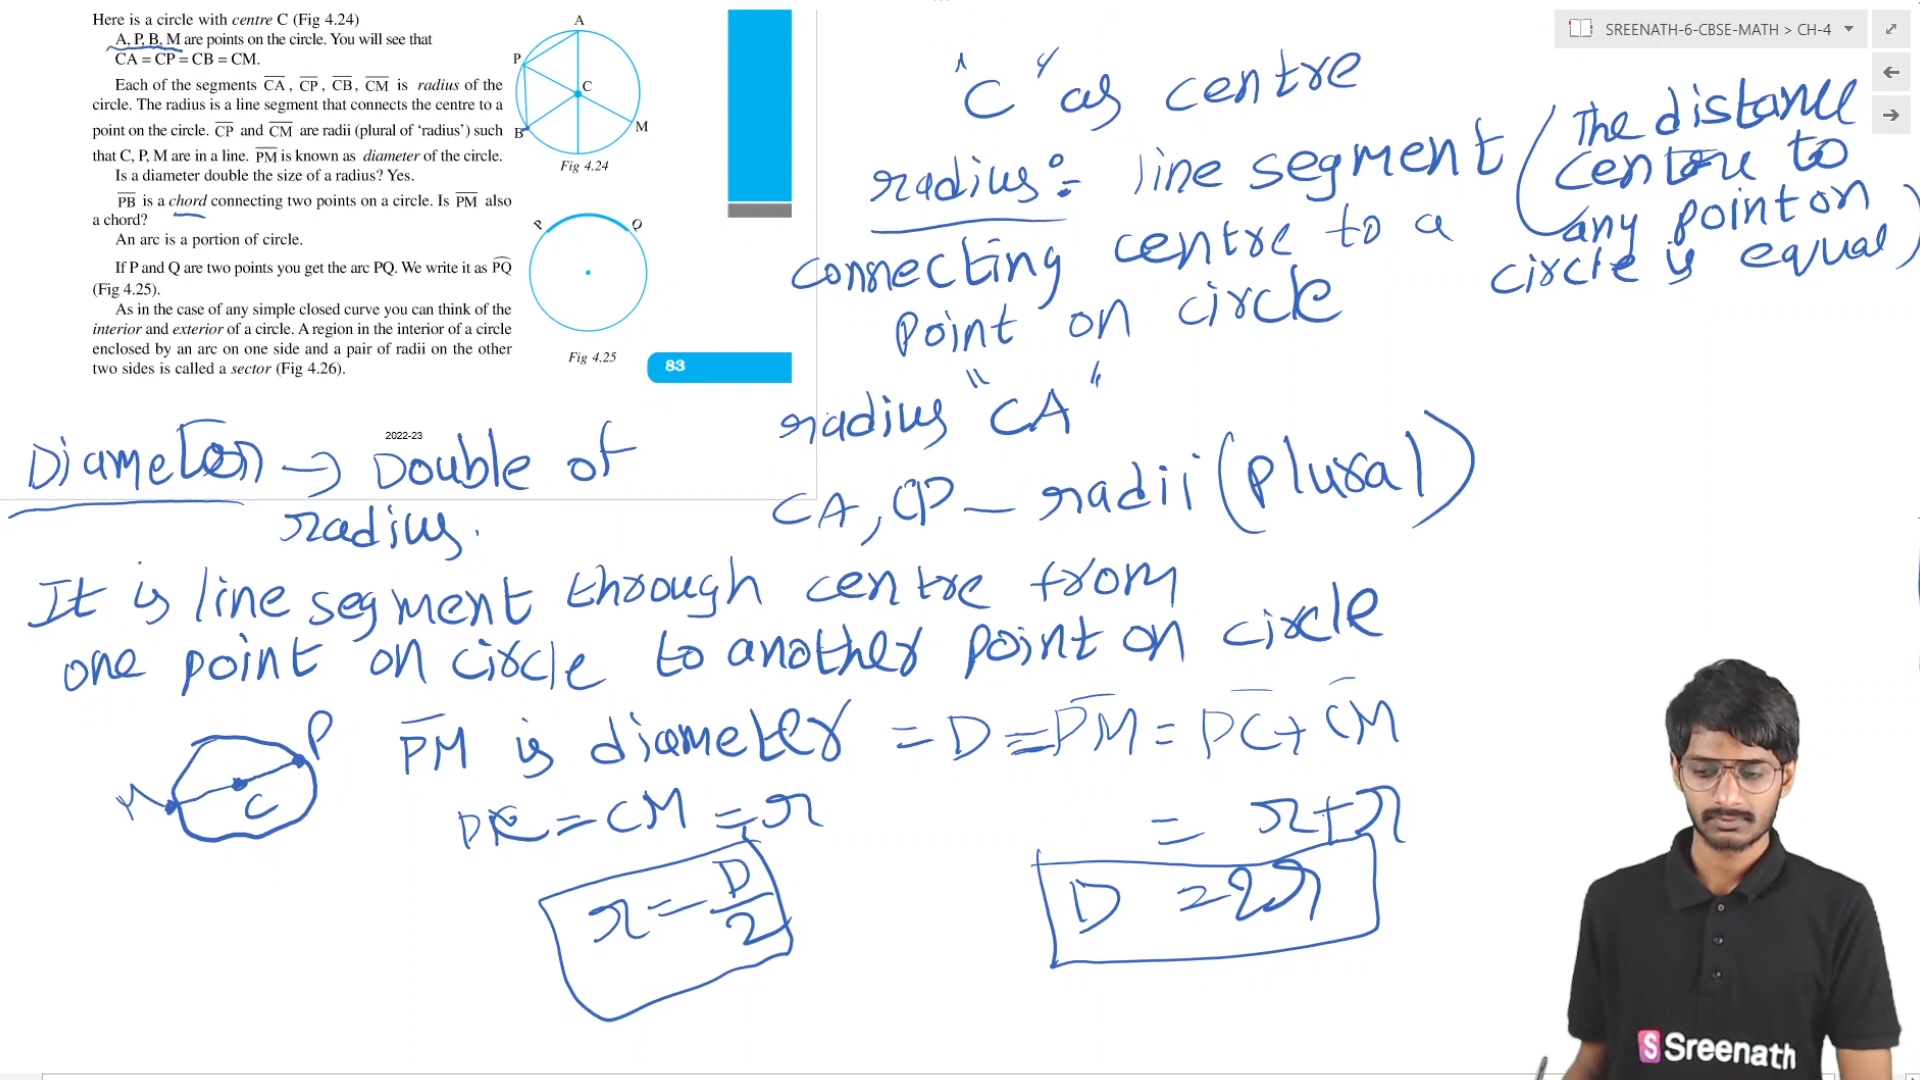 Here is a circle with centre C (Fig 4.24)
A, P, B, M are points on the circle. You will see that
CA = CP = CB = CM.
Each of the segments CA, CP, CB, CM is radius of the
circle. The radius is a line segment that connects the centre to a
point on the circle. CP and CM are radii (plural of ‘radius’) such
that C, P, M are in a line. PM is known as diameter of the circle.
Is a diameter double the size of a radius? Yes.
PB is a chord connecting two points on a circle. Is PM also
a chord?
An arc is a portion of circle.
If P and Q are two points you get the arc PQ. We write it as PQ
(Fig 4.25).
As in the case of any simple closed curve you can think of the
interior and exterior of a circle. A region in the interior of a circle
enclosed by an arc on one side and a pair of radii on the other
two sides is called a sector (Fig 4.26).
A
P
C
B
M
Fig 4.24
P
Q
Fig 4.25
83
2022-23
SREENATH-6-CBSE-MATH > CH-4
"C" as centre
radius:- line segment
connecting centre to a
point on circle
(The distance
centre to
any point on
circle is equal)
radius "CA"
CA, CP - radii (plural)
Diameter → Double of
radius.
It is line segment through centre from
one point on circle to another point on circle
P
M
C
PM is diameter = D = PM = PC + CM
PC = CM = r
= r + r
r = D/2
D = 2r
S Sreenath